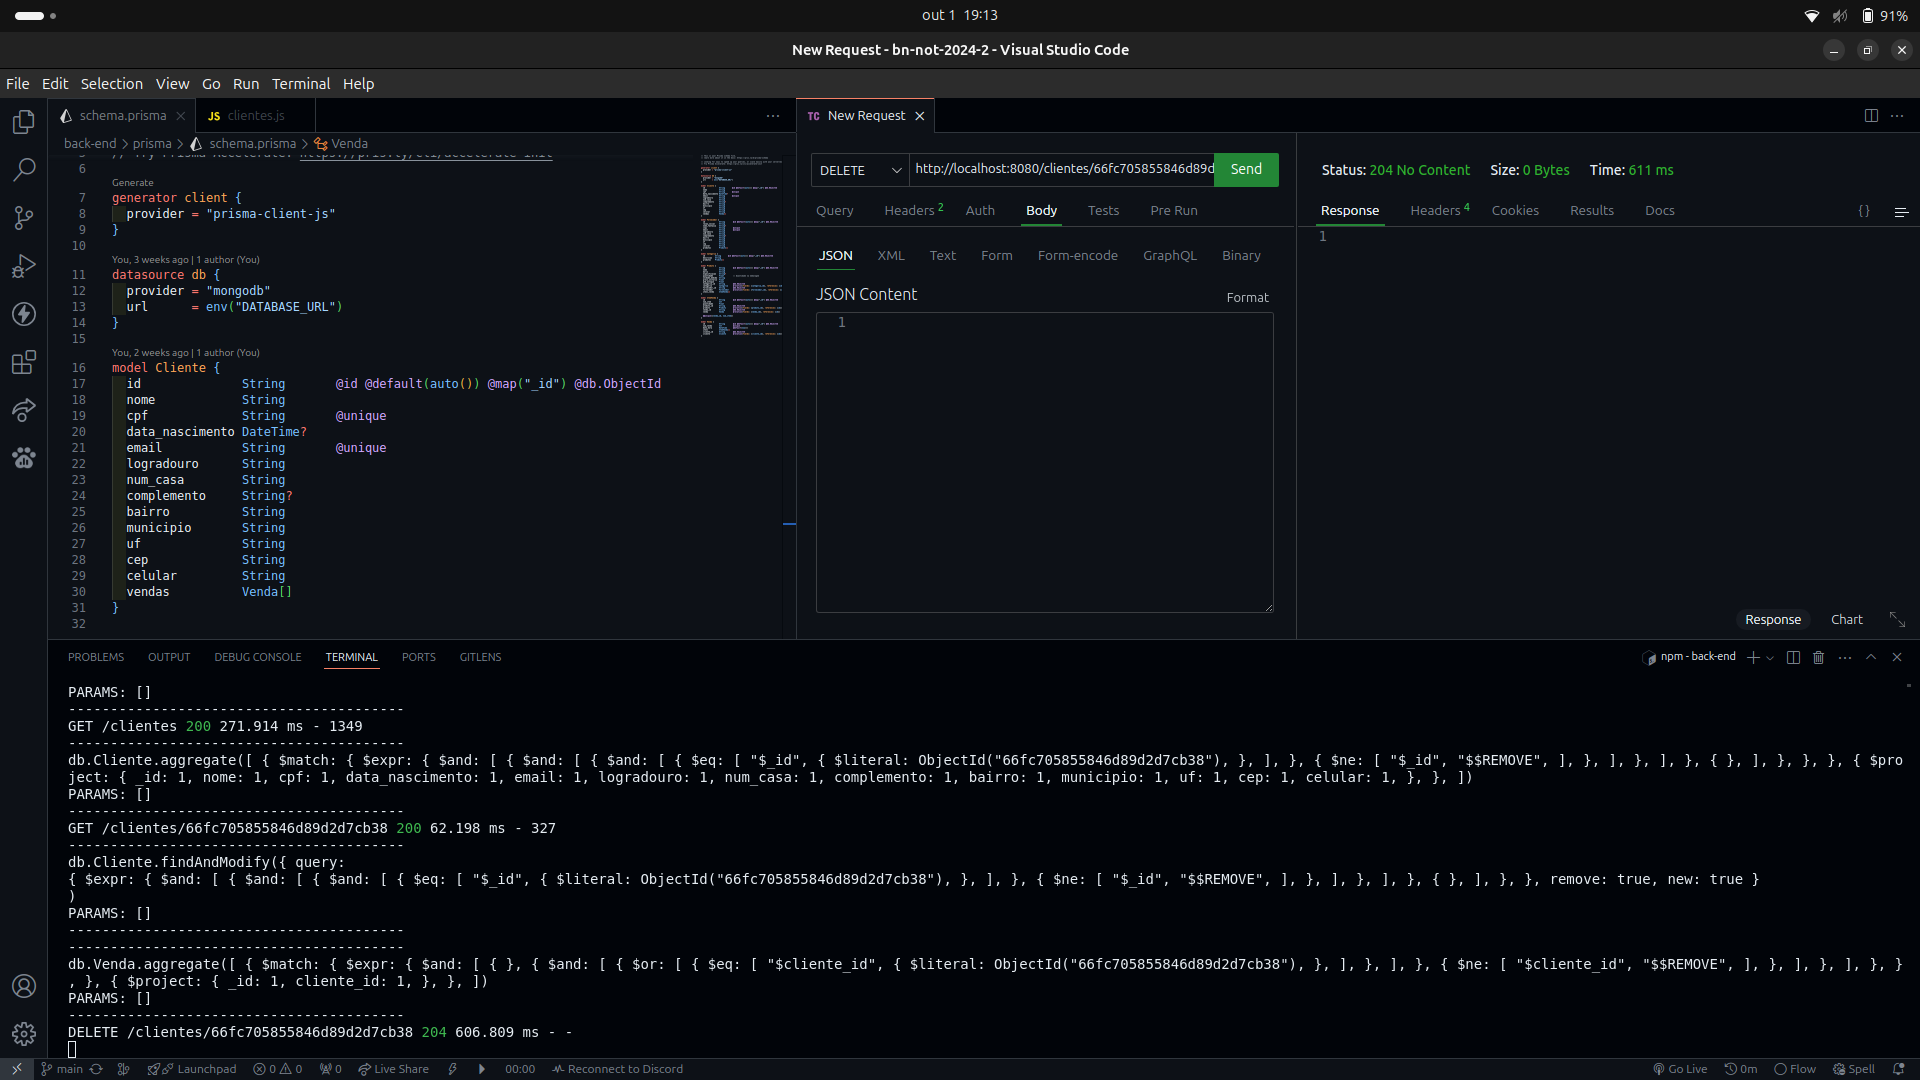 out 1 19:13
91%
New Request - bn-not-2024-2 - Visual Studio Code
File Edit Selection View Go Run Terminal Help
schema.prisma
JS clientes.js
TC New Request
back-end > prisma > schema.prisma > Venda
6
Generate
7 generator client {
8 provider = "prisma-client-js"
9 }
10
You, 3 weeks ago | 1 author (You)
11 datasource db {
12 provider = "mongodb"
13 url = env("DATABASE_URL")
14 }
15
You, 2 weeks ago | 1 author (You)
16 model Cliente {
17 id String @id @default(auto()) @map("_id") @db.ObjectId
18 nome String
19 cpf String @unique
20 data_nascimento DateTime?
21 email String @unique
22 logradouro String
23 num_casa String
24 complemento String?
25 bairro String
26 municipio String
27 uf String
28 cep String
29 celular String
30 vendas Venda[]
31 }
32
DELETE http://localhost:8080/clientes/66fc705855846d89d Send
Query Headers 2 Auth Body Tests Pre Run
JSON XML Text Form Form-encode GraphQL Binary
JSON Content
Format
1
Status: 204 No Content Size: 0 Bytes Time: 611 ms
Response Headers 4 Cookies Results Docs {}
1
Response Chart
PROBLEMS OUTPUT DEBUG CONSOLE TERMINAL PORTS GITLENS
npm - back-end
PARAMS: []
----------------------------------------
GET /clientes 200 271.914 ms - 1349
----------------------------------------
db.Cliente.aggregate([ { $match: { $expr: { $and: [ { $and: [ { $and: [ { $eq: [ "$_id", { $literal: ObjectId("66fc705855846d89d2d7cb38"), }, ], }, { $ne: [ "$_id", "$$REMOVE", ], }, ], }, ], }, { }, ], }, }, }, { $pro
ject: { _id: 1, nome: 1, cpf: 1, data_nascimento: 1, email: 1, logradouro: 1, num_casa: 1, complemento: 1, bairro: 1, municipio: 1, uf: 1, cep: 1, celular: 1, }, }, ])
PARAMS: []
----------------------------------------
GET /clientes/66fc705855846d89d2d7cb38 200 62.198 ms - 327
----------------------------------------
db.Cliente.findAndModify({ query:
{ $expr: { $and: [ { $and: [ { $and: [ { $eq: [ "$_id", { $literal: ObjectId("66fc705855846d89d2d7cb38"), }, ], }, { $ne: [ "$_id", "$$REMOVE", ], }, ], }, ], }, { }, ], }, }, remove: true, new: true }
)
PARAMS: []
----------------------------------------
----------------------------------------
db.Venda.aggregate([ { $match: { $expr: { $and: [ { }, { $and: [ { $or: [ { $eq: [ "$cliente_id", { $literal: ObjectId("66fc705855846d89d2d7cb38"), }, ], }, ], }, { $ne: [ "$cliente_id", "$$REMOVE", ], }, ], }, ], }, }
, }, { $project: { _id: 1, cliente_id: 1, }, }, ])
PARAMS: []
----------------------------------------
DELETE /clientes/66fc705855846d89d2d7cb38 204 606.809 ms - -
main Launchpad 0 0 0 Live Share 00:00 Reconnect to Discord
Go Live 0m Flow Spell